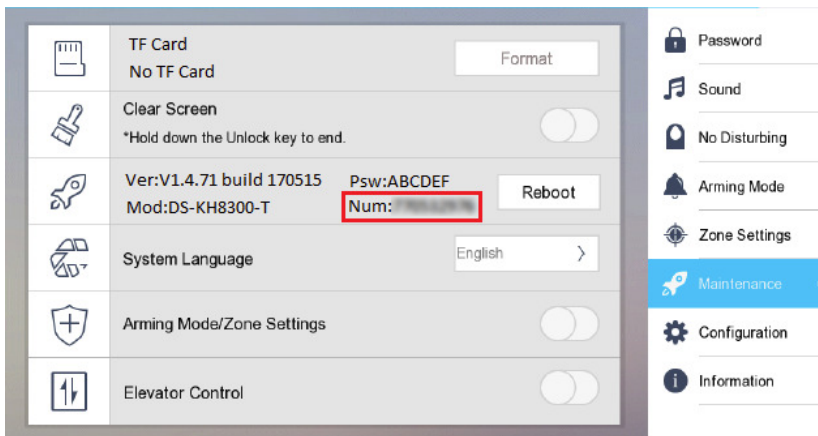 TF Card
No TF Card
Format
Clear Screen
*Hold down the Unlock key to end.
Ver:V1.4.71 build 170515
Psw:ABCDEF
Mod:DS-KH8300-T
Num:
Reboot
System Language
English
Arming Mode/Zone Settings
Elevator Control
Password
Sound
No Disturbing
Arming Mode
Zone Settings
Maintenance
Configuration
Information